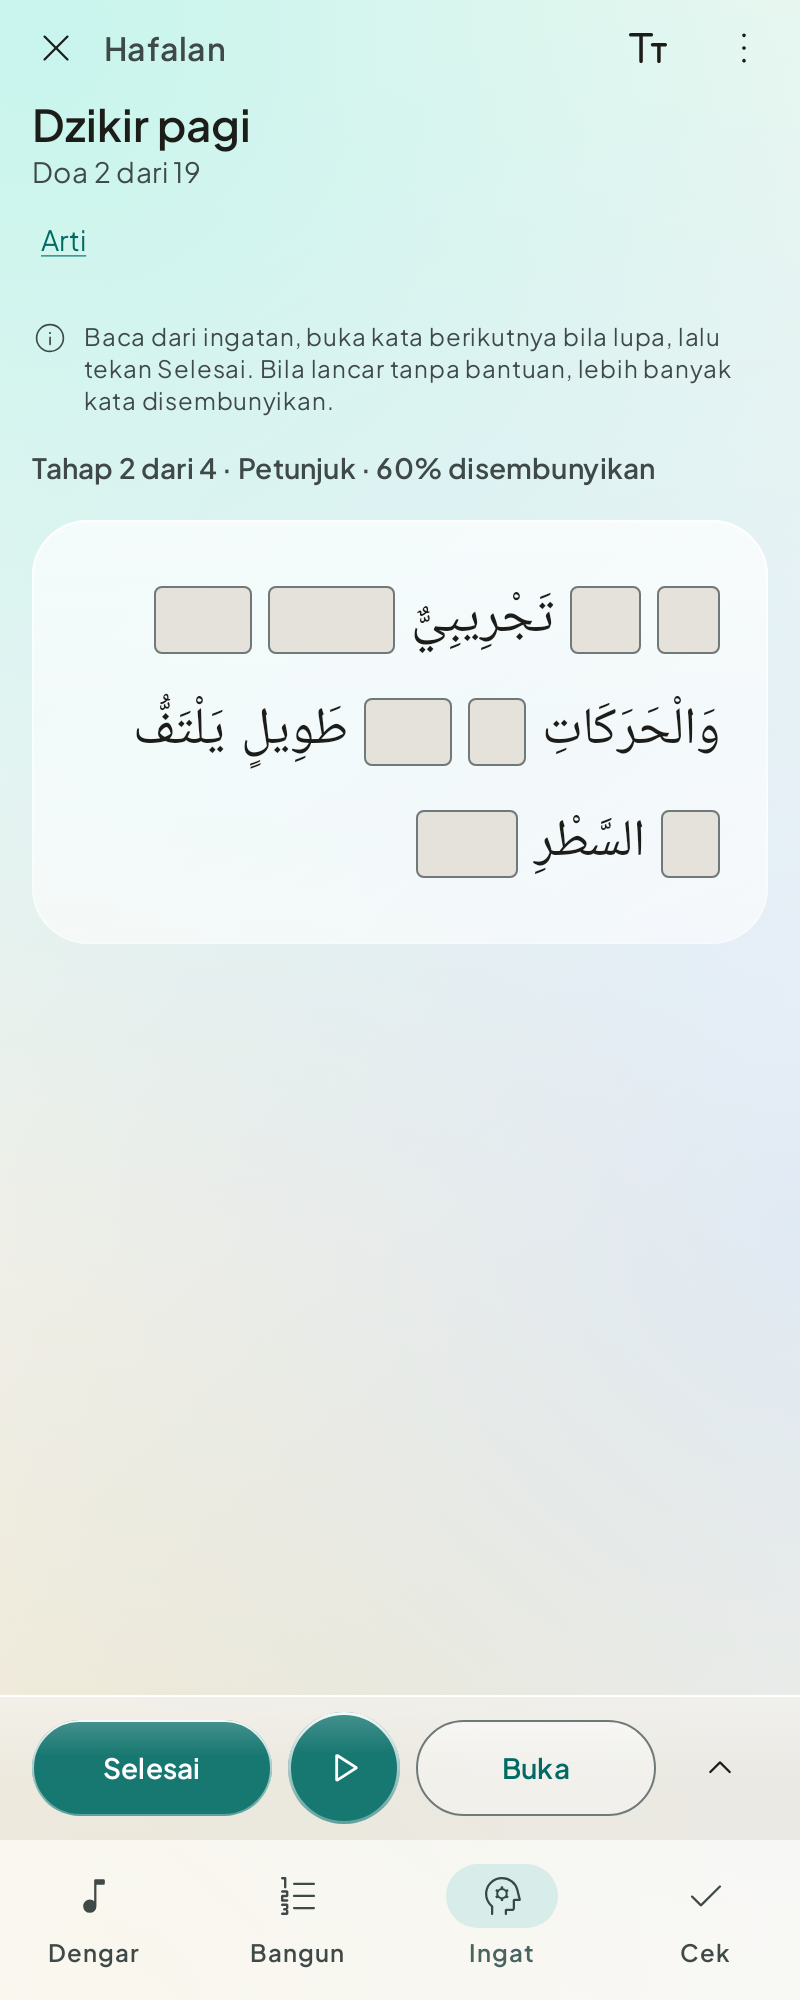 Hafalan
Dzikir pagi
Doa 2 dari 19
Arti
Baca dari ingatan, buka kata berikutnya bila lupa, lalu
tekan Selesai. Bila lancar tanpa bantuan, lebih banyak
kata disembunyikan.
Tahap 2 dari 4 · Petunjuk · 60% disembunyikan
تَجْرِيبِيٌّ
وَالْحَرَكَاتِ طَوِيلٍ يَلْتَفُّ
السَّطْرِ
Selesai
Buka
Dengar
Bangun
Ingat
Cek